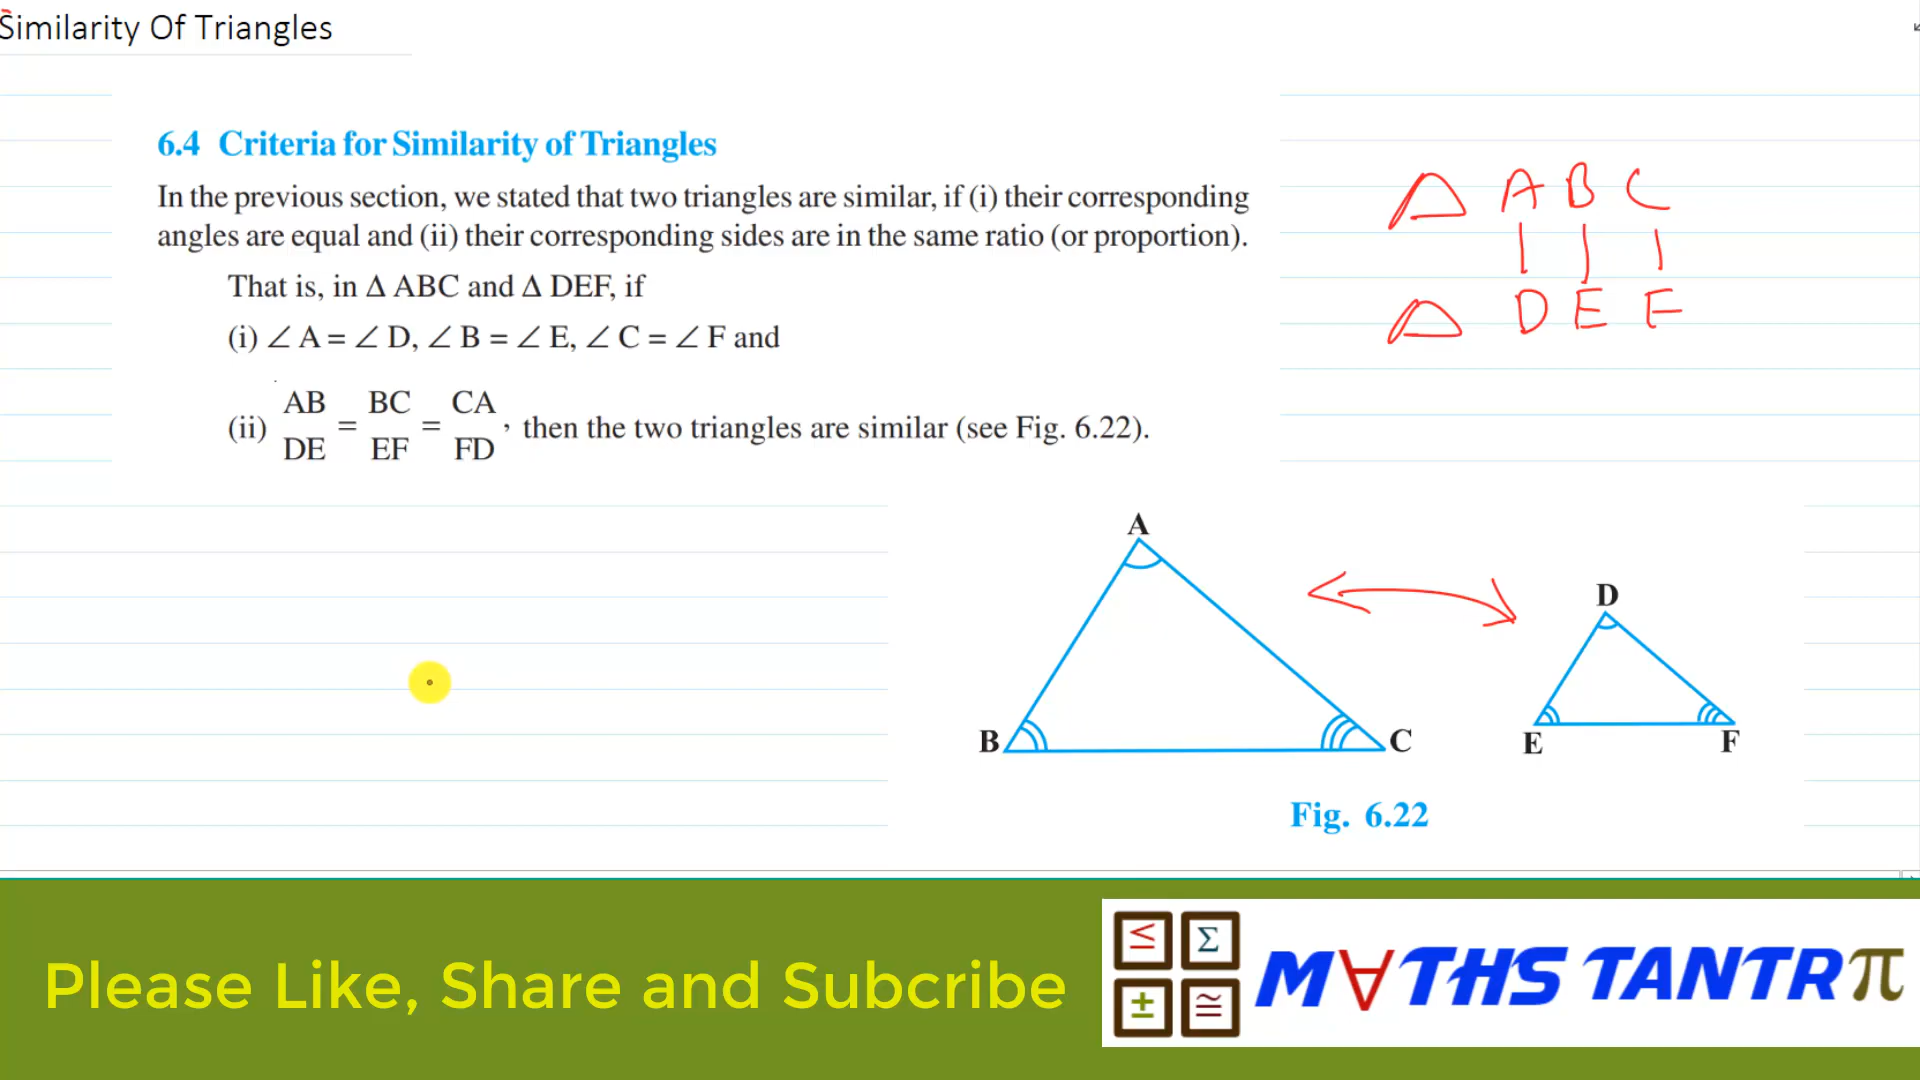 Similarity Of Triangles
6.4 Criteria for Similarity of Triangles
In the previous section, we stated that two triangles are similar, if (i) their corresponding
angles are equal and (ii) their corresponding sides are in the same ratio (or proportion).
That is, in Δ ABC and Δ DEF, if
(i) ∠ A = ∠ D, ∠ B = ∠ E, ∠ C = ∠ F and
(ii) AB/DE = BC/EF = CA/FD, then the two triangles are similar (see Fig. 6.22).
Δ A B C
Δ D E F
A
B
C
D
E
F
Fig. 6.22
Please Like, Share and Subcribe
≤ Σ
± ≅
M∀THS TANTRπ